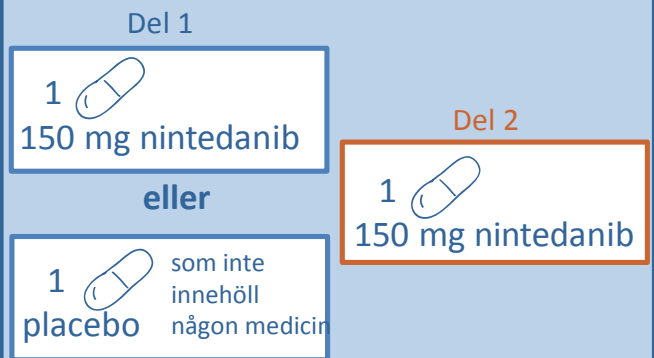 Del 1
1
150 mg nintedanib
eller
1
placebo
som inte
innehöll
någon medicin
Del 2
1
150 mg nintedanib